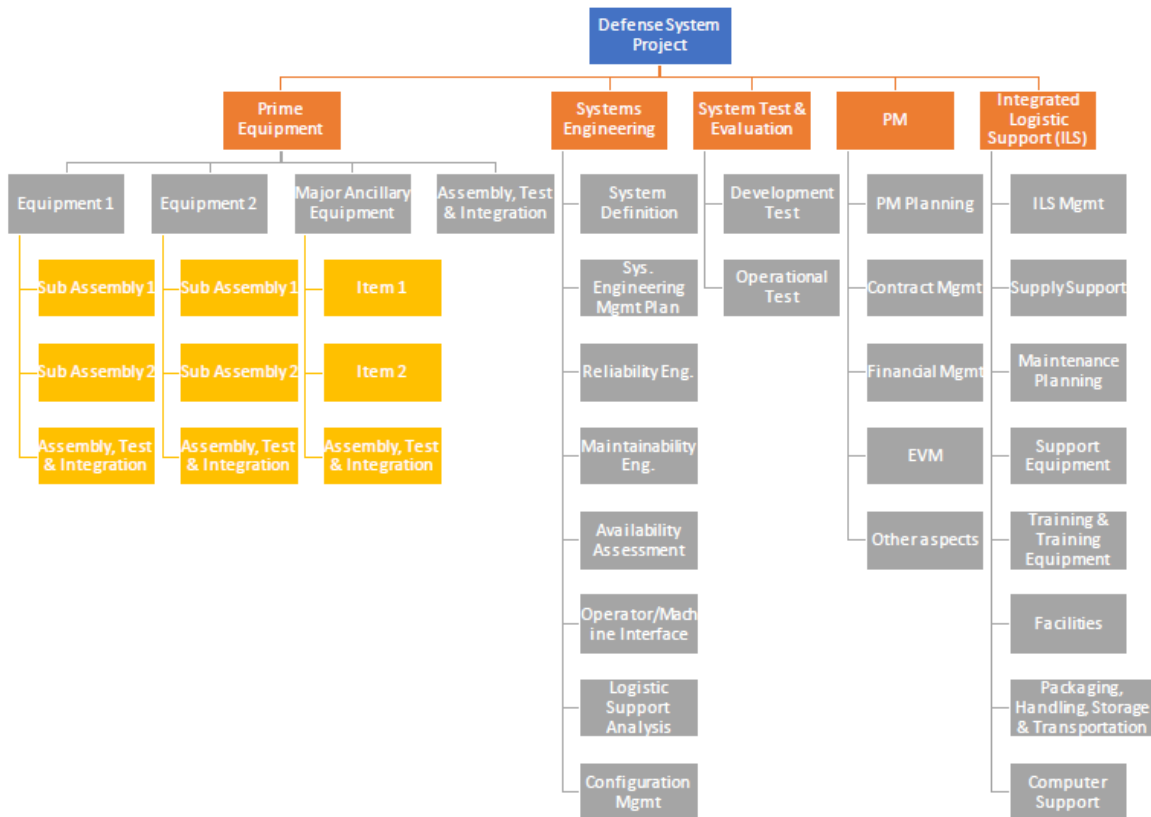 Defense System
Project
Prime
Equipment
Systems
Engineering
System Test &
Evaluation
PM
Integrated
Logistic
Support (ILS)
Equipment 1
Equipment 2
Major Ancillary
Equipment
Assembly, Test
& Integration
System
Definition
Development
Test
PM Planning
ILS Mgmt
Sub Assembly 1
Sub Assembly 1
Item 1
Sys.
Engineering
Mgmt Plan
Operational
Test
Contract Mgmt
Supply Support
Sub Assembly 2
Sub Assembly 2
Item 2
Reliability Eng.
Financial Mgmt
Maintenance
Planning
Assembly, Test
& Integration
Assembly, Test
& Integration
Assembly, Test
& Integration
Maintainability
Eng.
EVM
Support
Equipment
Availability
Assessment
Other aspects
Training &
Training
Equipment
Operator/Mach
ine Interface
Facilities
Logistic
Support
Analysis
Packaging,
Handling, Storage
& Transportation
Configuration
Mgmt
Computer
Support